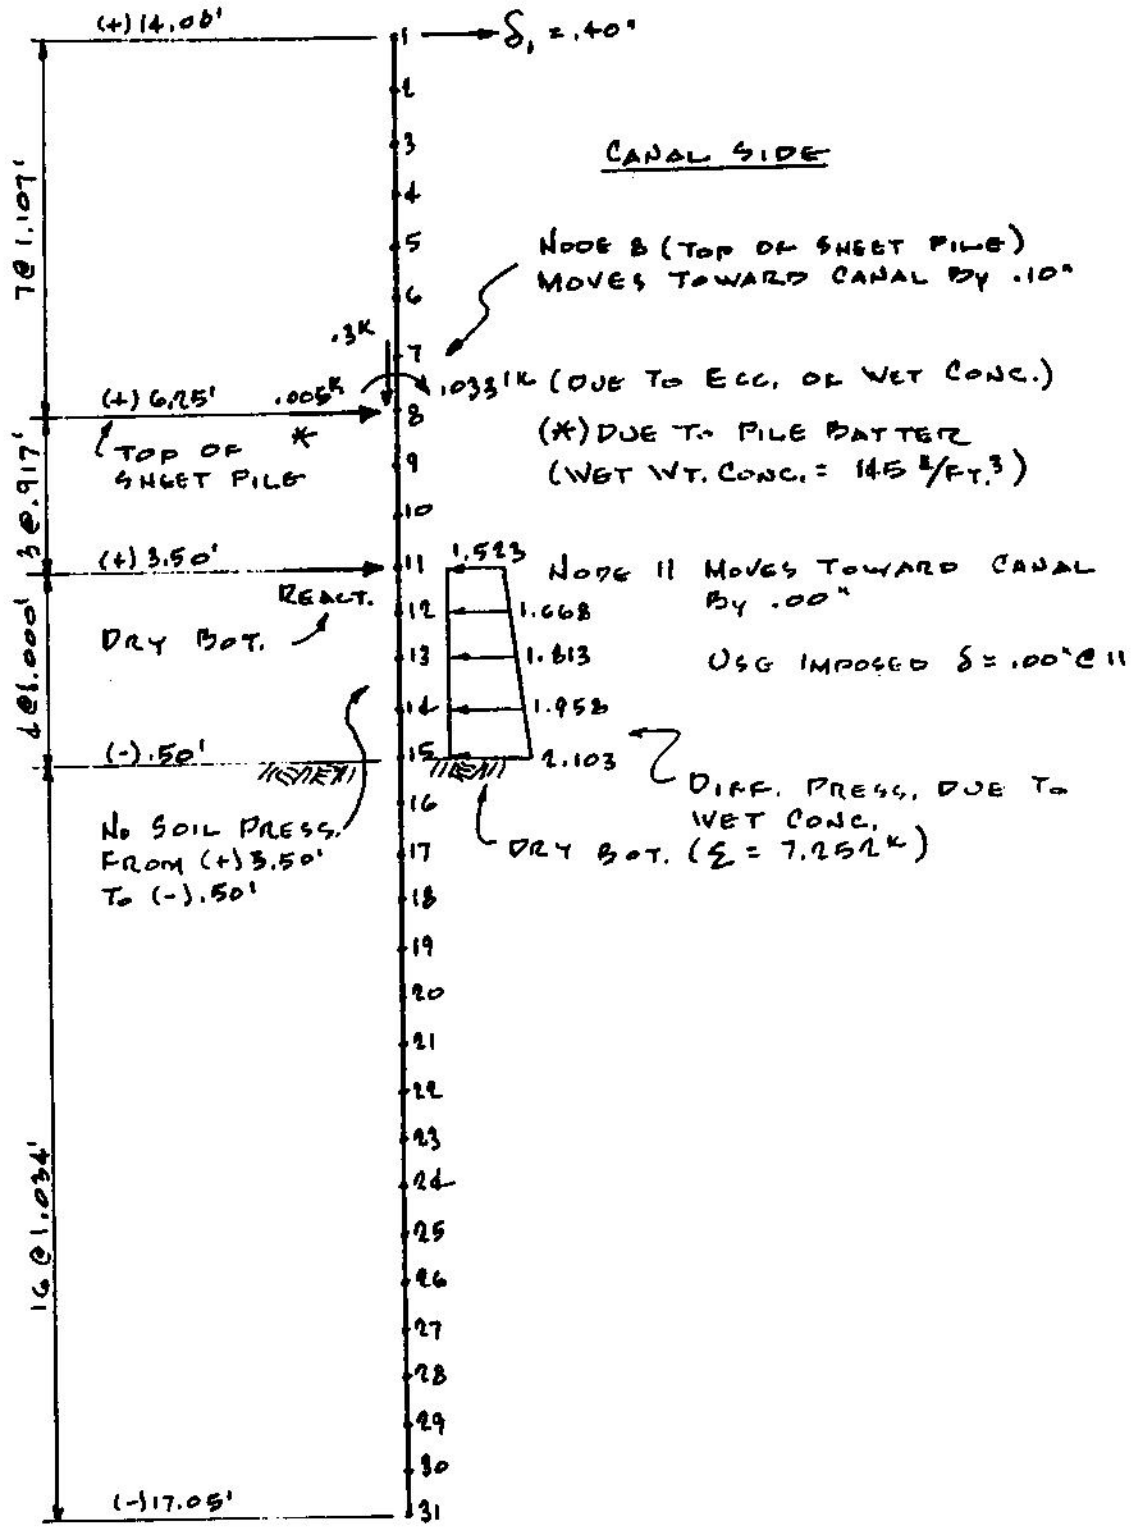 (+)14.00'
1
δ₁ = .40"
2
3
CANAL SIDE
4
7@1.107'
5
NODE 8 (TOP OF SHEET PILE)
MOVES TOWARD CANAL BY .10"
6
.3K
7
.033'K (DUE TO ECC. OF WET CONC.)
(+)6.25'
.005K
8
*
(*) DUE TO PILE BATTER
TOP OF
SHEET PILE
9
(WET WT. CONC. = 145 #/FT.³)
3@.917'
10
(+)3.50'
11
1.523
NODE 11 MOVES TOWARD CANAL
BY .00"
REACT.
12
1.668
DRY BOT.
13
1.813
USE IMPOSED δ = .00" @ 11
4@1.000'
14
1.958
(-).50'
15
2.103
DIFF. PRESS. DUE TO
WET CONC.
16
NO SOIL PRESS.
FROM (+)3.50'
TO (-).50'
17
DRY BOT. (Σ = 7.252K)
18
19
20
21
22
23
24
16@1.034'
25
26
27
28
29
30
(-)17.05'
31